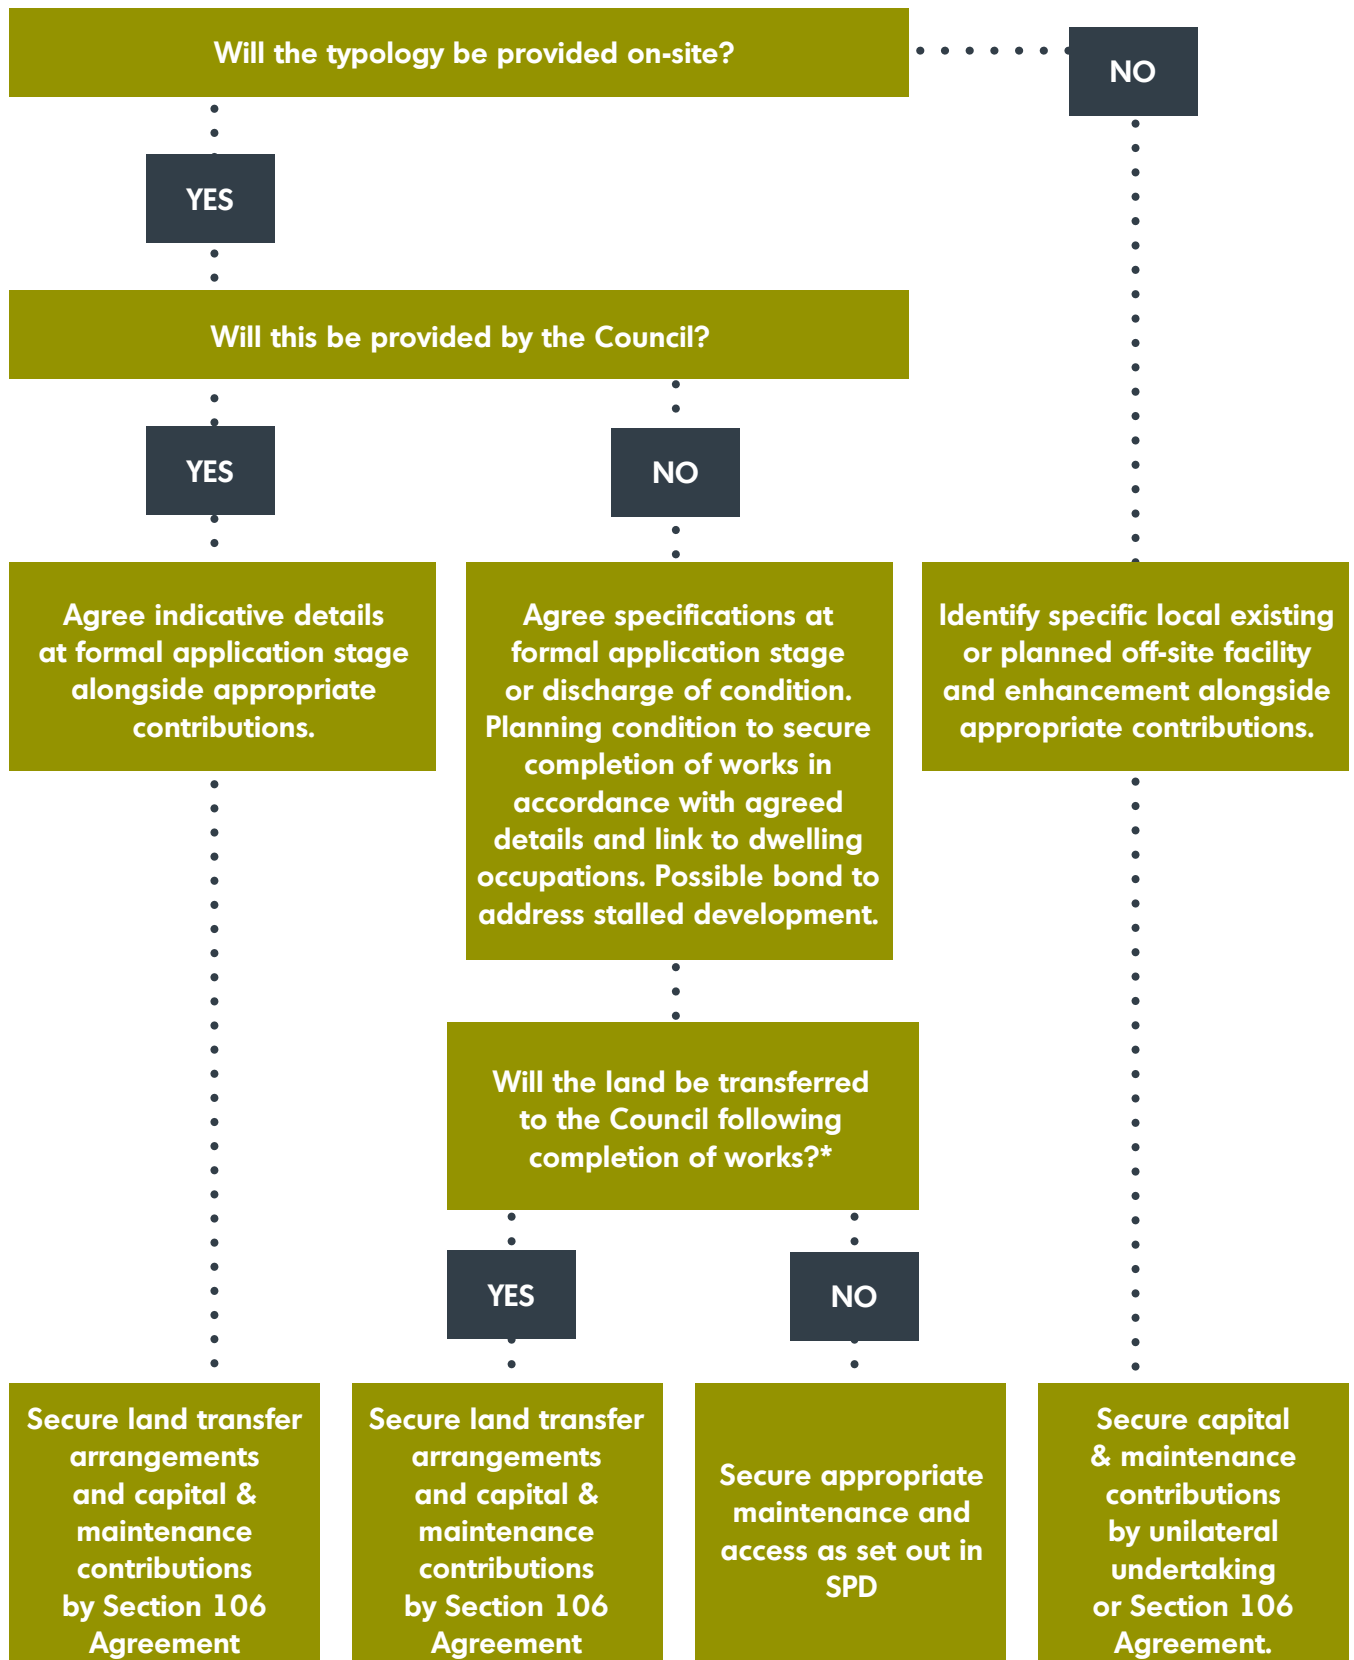 Will the typology be provided on-site?
NO
YES
Will this be provided by the Council?
YES
NO
Agree indicative details
at formal application stage
alongside appropriate
contributions.
Agree specifications at
formal application stage
or discharge of condition.
Planning condition to secure
completion of works in
accordance with agreed
details and link to dwelling
occupations. Possible bond to
address stalled development.
Identify specific local existing
or planned off-site facility
and enhancement alongside
appropriate contributions.
Will the land be transferred
to the Council following
completion of works?*
YES
NO
Secure land transfer
arrangements
and capital &
maintenance
contributions
by Section 106
Agreement
Secure land transfer
arrangements
and capital &
maintenance
contributions
by Section 106
Agreement
Secure appropriate
maintenance and
access as set out in
SPD
Secure capital
& maintenance
contributions
by unilateral
undertaking
or Section 106
Agreement.